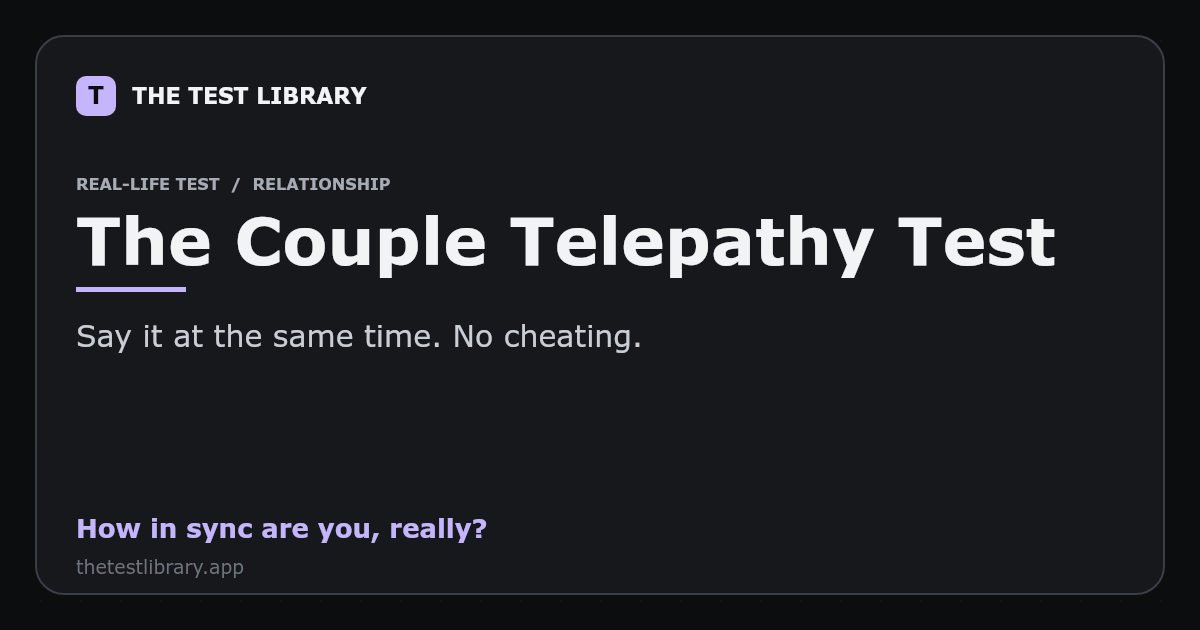 T THE TEST LIBRARY
REAL-LIFE TEST / RELATIONSHIP
The Couple Telepathy Test
Say it at the same time. No cheating.
How in sync are you, really?
thetestlibrary.app